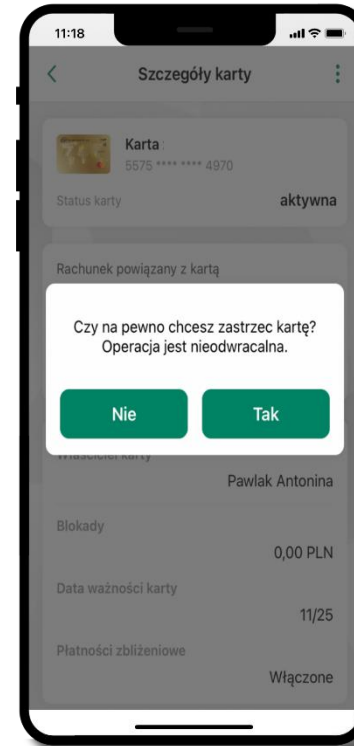 11:18
Szczegóły karty
Karta
5575 **** **** 4970
Status karty
aktywna
Rachunek powiązany z kartą
Czy na pewno chcesz zastrzec kartę?
Operacja jest nieodwracalna.
Nie
Tak
Właściciel karty
Pawlak Antonina
Blokady
0,00 PLN
Data ważności karty
11/25
Płatności zbliżeniowe
Włączone